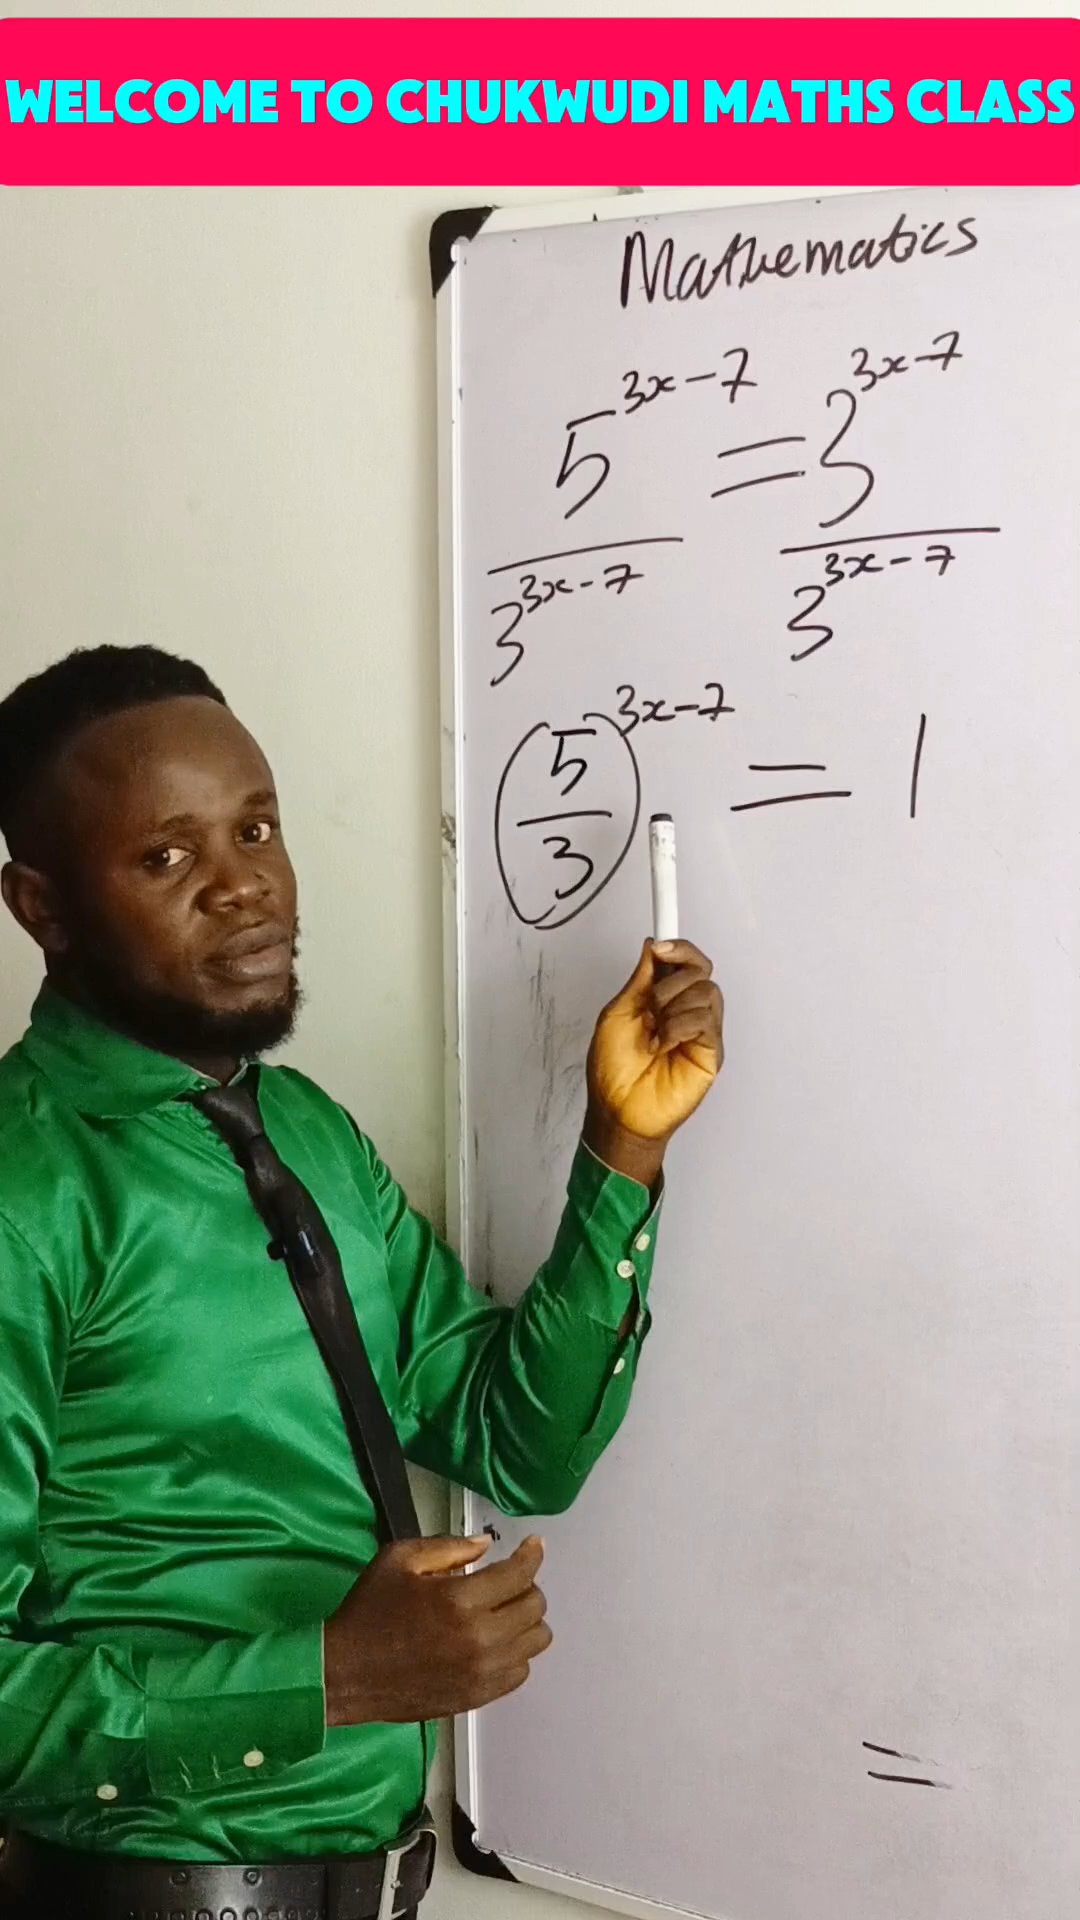 WELCOME TO CHUKWUDI MATHS CLASS
Mathematics
5^{3x-7} = 3^{3x-7}
3^{3x-7} 3^{3x-7}
(5/3)^{3x-7} = 1
=